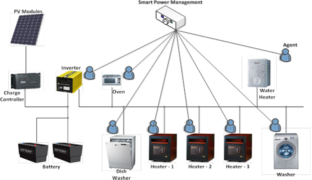 Smart Power Management
PV Modules
Agent
Inverter
Oven
Water
Heater
Charge
Controller
Battery
Dish
Washer
Heater - 1
Heater - 2
Heater - 3
Washer